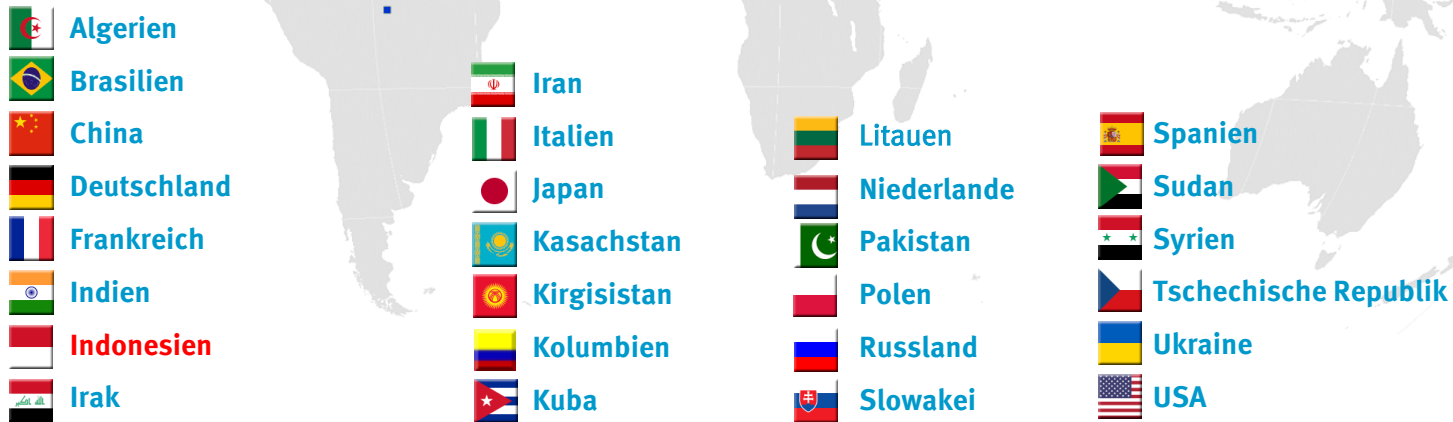 Algerien
Brasilien
China
Deutschland
Frankreich
Indien
Indonesien
Irak
Iran
Italien
Japan
Kasachstan
Kirgisistan
Kolumbien
Kuba
Litauen
Niederlande
Pakistan
Polen
Russland
Slowakei
Spanien
Sudan
Syrien
Tschechische Republik
Ukraine
USA